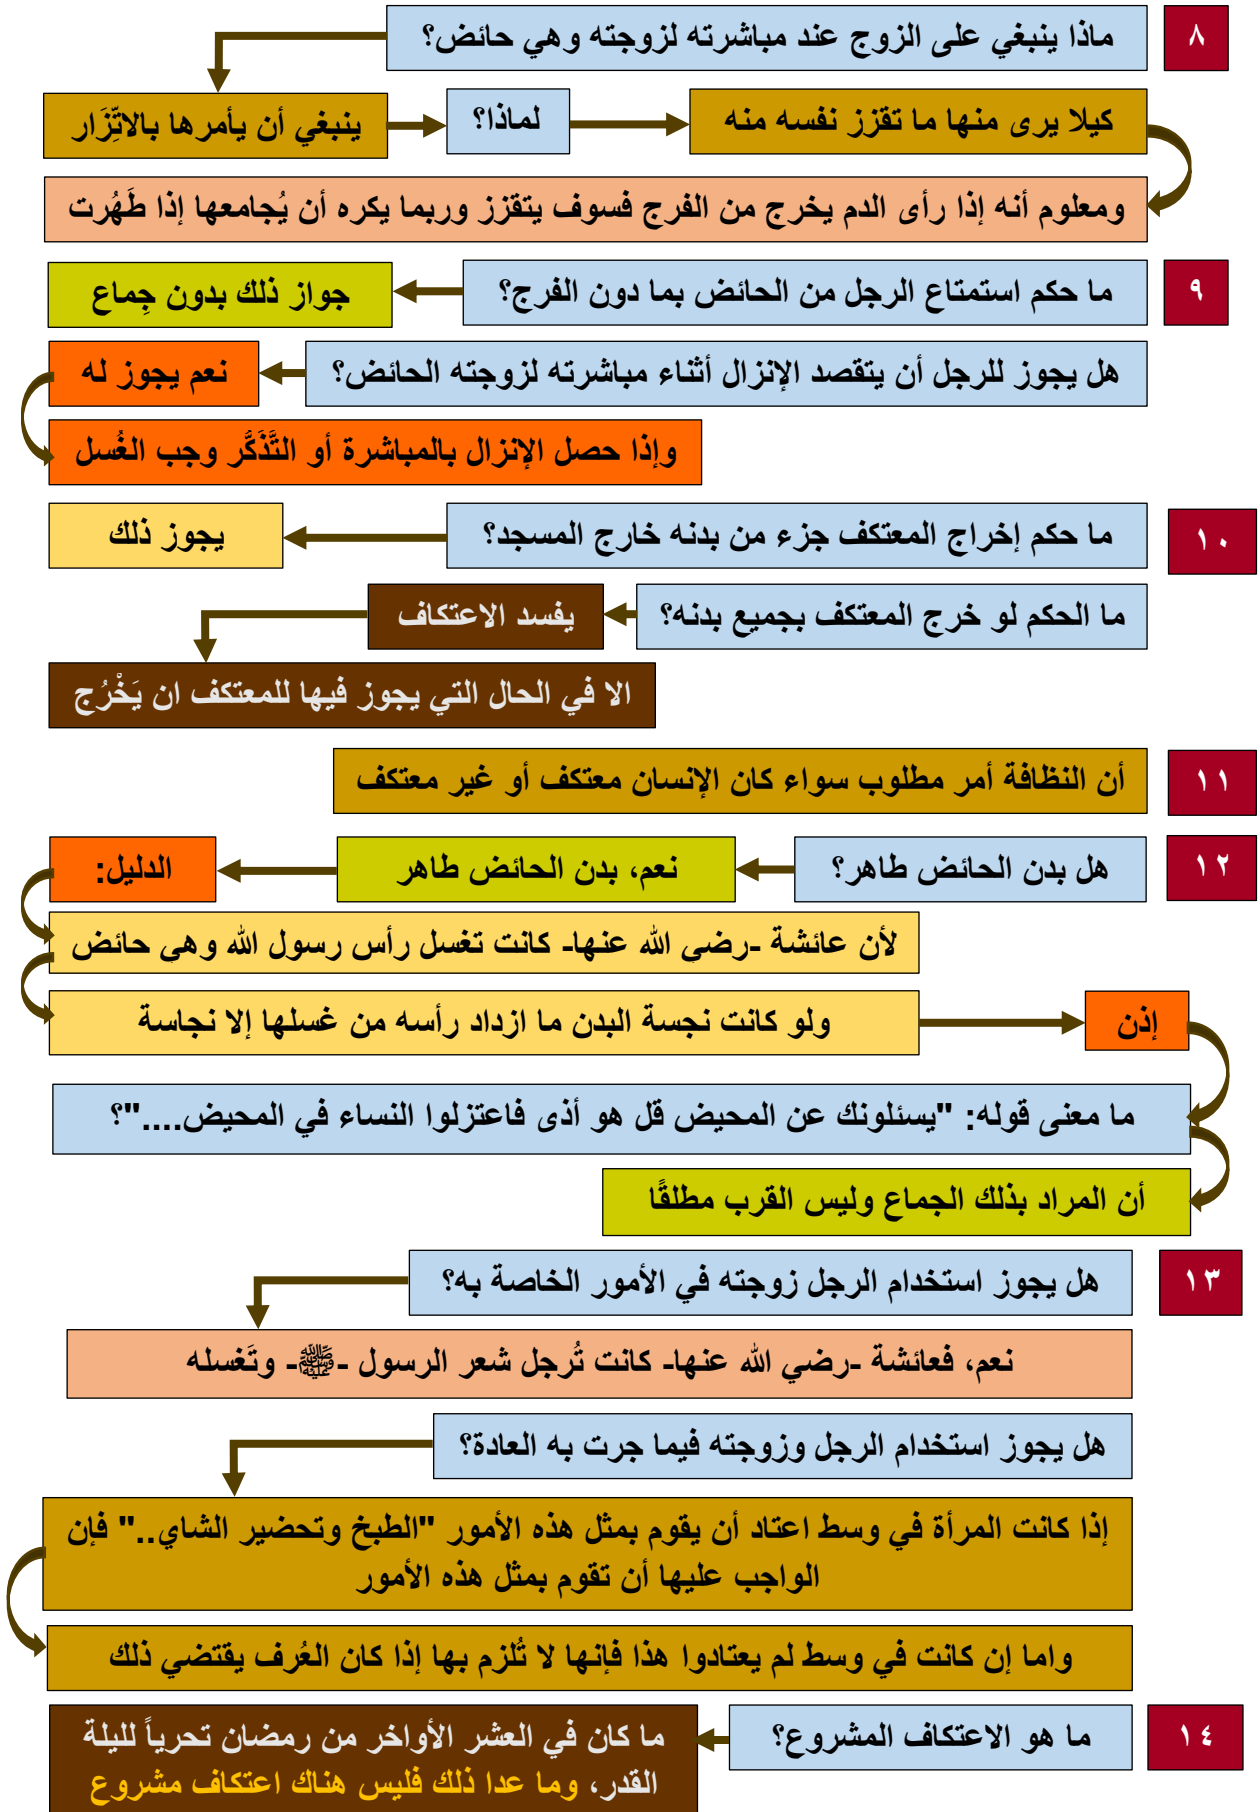 ٨
ماذا ينبغي على الزوج عند مباشرته لزوجته وهي حائض؟
ينبغي أن يأمرها بالاتِّزَار
لماذا؟
كيلا يرى منها ما تقزز نفسه منه
ومعلوم أنه إذا رأى الدم يخرج من الفرج فسوف يتقزز وربما يكره أن يُجامعها إذا طَهُرت
٩
ما حكم استمتاع الرجل من الحائض بما دون الفرج؟
جواز ذلك بدون جِماع
هل يجوز للرجل أن يتقصد الإنزال أثناء مباشرته لزوجته الحائض؟
نعم يجوز له
وإذا حصل الإنزال بالمباشرة أو التَّذَكُّر وجب الغُسل
١٠
ما حكم إخراج المعتكف جزء من بدنه خارج المسجد؟
يجوز ذلك
ما الحكم لو خرج المعتكف بجميع بدنه؟
يفسد الاعتكاف
الا في الحال التي يجوز فيها للمعتكف ان يَخْرُج
١١
أن النظافة أمر مطلوب سواء كان الإنسان معتكف أو غير معتكف
١٢
هل بدن الحائض طاهر؟
نعم، بدن الحائض طاهر
الدليل:
لأن عائشة -رضي الله عنها- كانت تغسل رأس رسول الله وهي حائض
ولو كانت نجسة البدن ما ازداد رأسه من غسلها إلا نجاسة
إذن
ما معنى قوله: "يسئلونك عن المحيض قل هو أذى فاعتزلوا النساء في المحيض...."؟
أن المراد بذلك الجماع وليس القرب مطلقًا
١٣
هل يجوز استخدام الرجل زوجته في الأمور الخاصة به؟
نعم، فعائشة -رضي الله عنها- كانت تُرجل شعر الرسول -ﷺ- وتَغسله
هل يجوز استخدام الرجل وزوجته فيما جرت به العادة؟
إذا كانت المرأة في وسط اعتاد أن يقوم بمثل هذه الأمور "الطبخ وتحضير الشاي.." فإن
الواجب عليها أن تقوم بمثل هذه الأمور
واما إن كانت في وسط لم يعتادوا هذا فإنها لا تُلزم بها إذا كان العُرف يقتضي ذلك
١٤
ما هو الاعتكاف المشروع؟
ما كان في العشر الأواخر من رمضان تحرياً لليلة
القدر، وما عدا ذلك فليس هناك اعتكاف مشروع